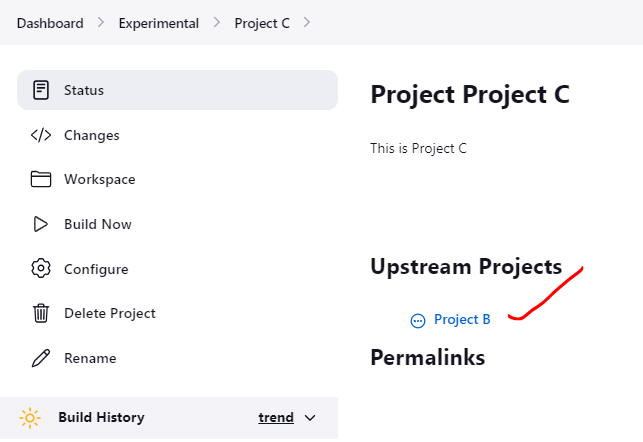 Dashboard > Experimental > Project C >
Status
Changes
Workspace
Build Now
Configure
Delete Project
Rename
Build History trend
Project Project C
This is Project C
Upstream Projects
Project B
Permalinks